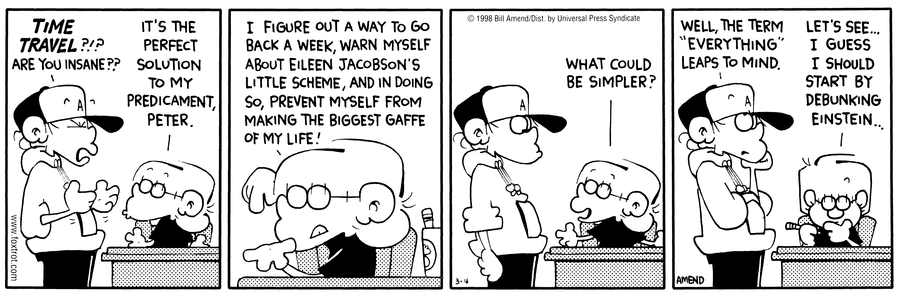 TIME
TRAVEL?!?
ARE YOU INSANE??
IT'S THE
PERFECT
SOLUTION
TO MY
PREDICAMENT,
PETER.
A
www.foxtrot.com
I FIGURE OUT A WAY TO GO
BACK A WEEK, WARN MYSELF
ABOUT EILEEN JACOBSON'S
LITTLE SCHEME, AND IN DOING
SO, PREVENT MYSELF FROM
MAKING THE BIGGEST GAFFE
OF MY LIFE!
© 1998 Bill Amend/Dist. by Universal Press Syndicate
WHAT COULD
BE SIMPLER?
A
3-4
WELL, THE TERM
"EVERYTHING"
LEAPS TO MIND.
LET'S SEE...
I GUESS
I SHOULD
START BY
DEBUNKING
EINSTEIN...
A
AMEND